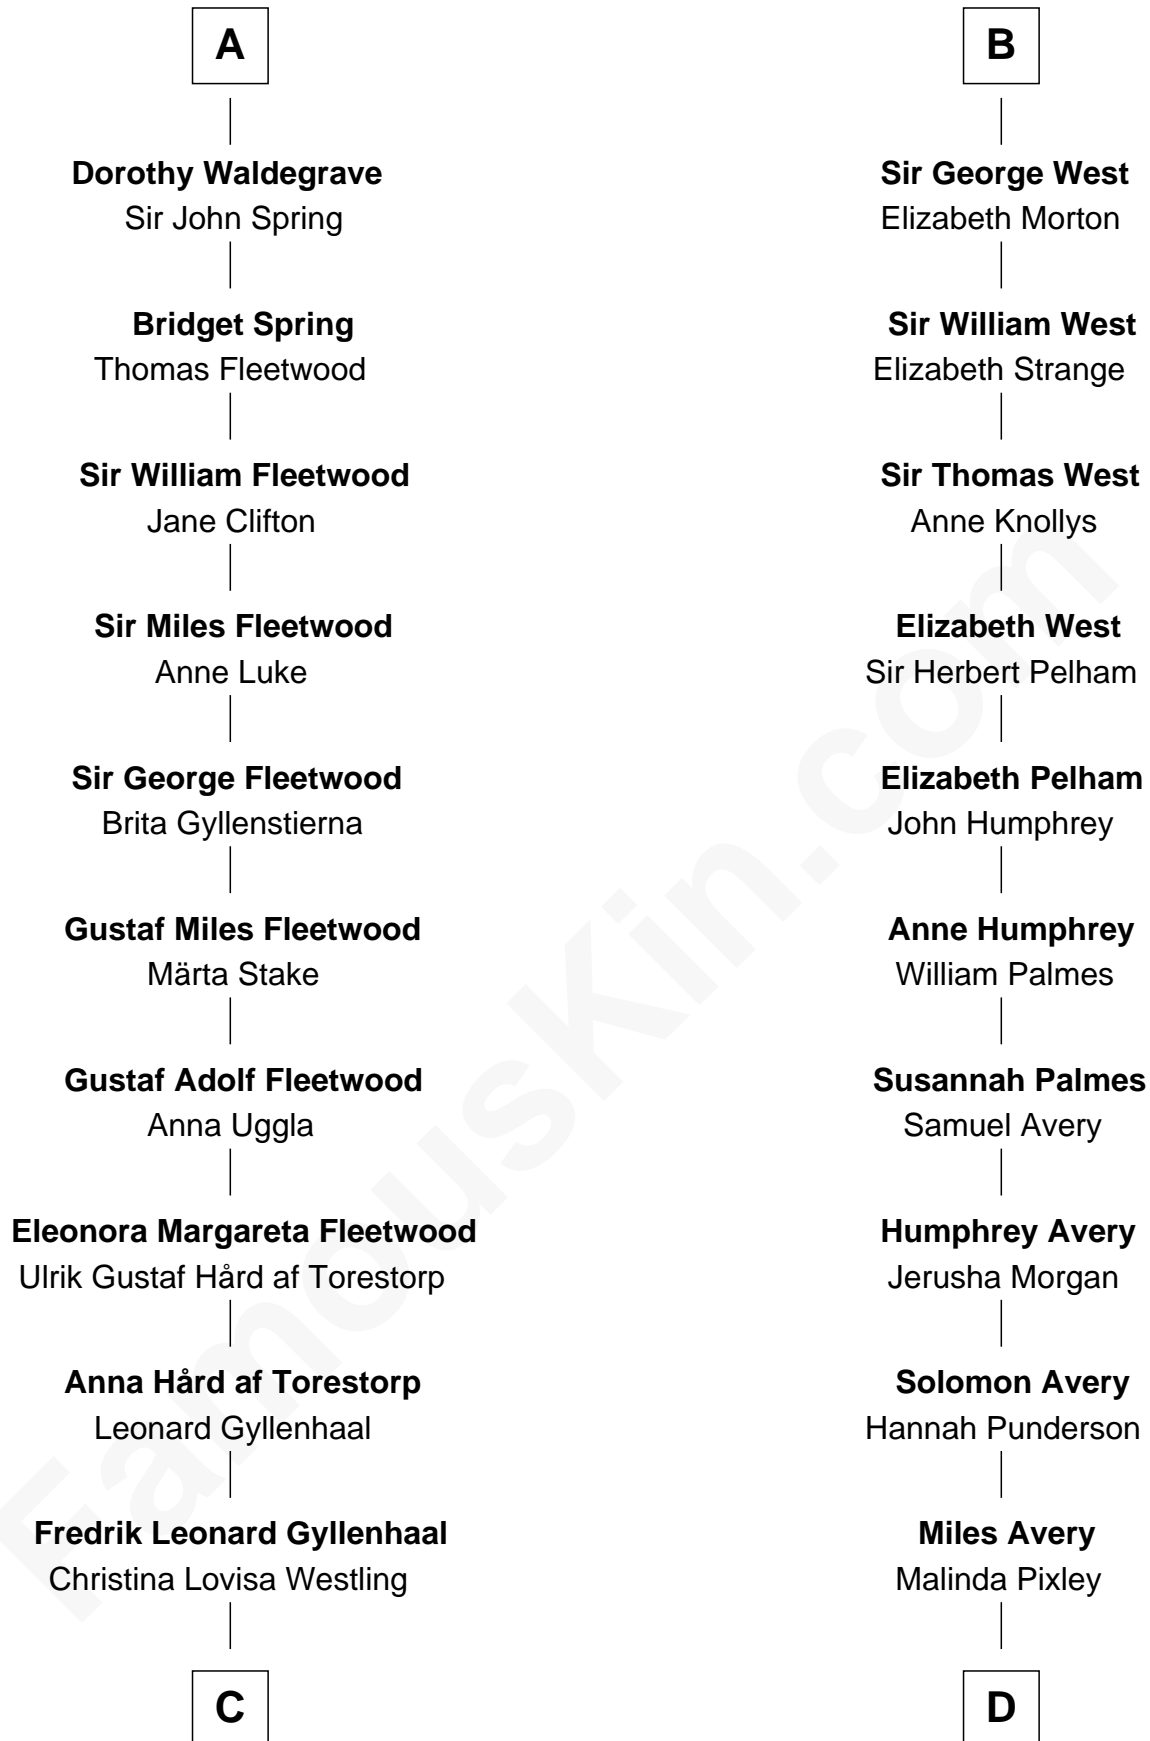 A
Dorothy Waldegrave
Sir John Spring
Bridget Spring
Thomas Fleetwood
Sir William Fleetwood
Jane Clifton
Sir Miles Fleetwood
Anne Luke
Sir George Fleetwood
Brita Gyllenstierna
Gustaf Miles Fleetwood
Märta Stake
Gustaf Adolf Fleetwood
Anna Uggla
Eleonora Margareta Fleetwood
Ulrik Gustaf Hård af Torestorp
Anna Hård af Torestorp
Leonard Gyllenhaal
Fredrik Leonard Gyllenhaal
Christina Lovisa Westling
C
B
Sir George West
Elizabeth Morton
Sir William West
Elizabeth Strange
Sir Thomas West
Anne Knollys
Elizabeth West
Sir Herbert Pelham
Elizabeth Pelham
John Humphrey
Anne Humphrey
William Palmes
Susannah Palmes
Samuel Avery
Humphrey Avery
Jerusha Morgan
Solomon Avery
Hannah Punderson
Miles Avery
Malinda Pixley
D
FamousKin.com